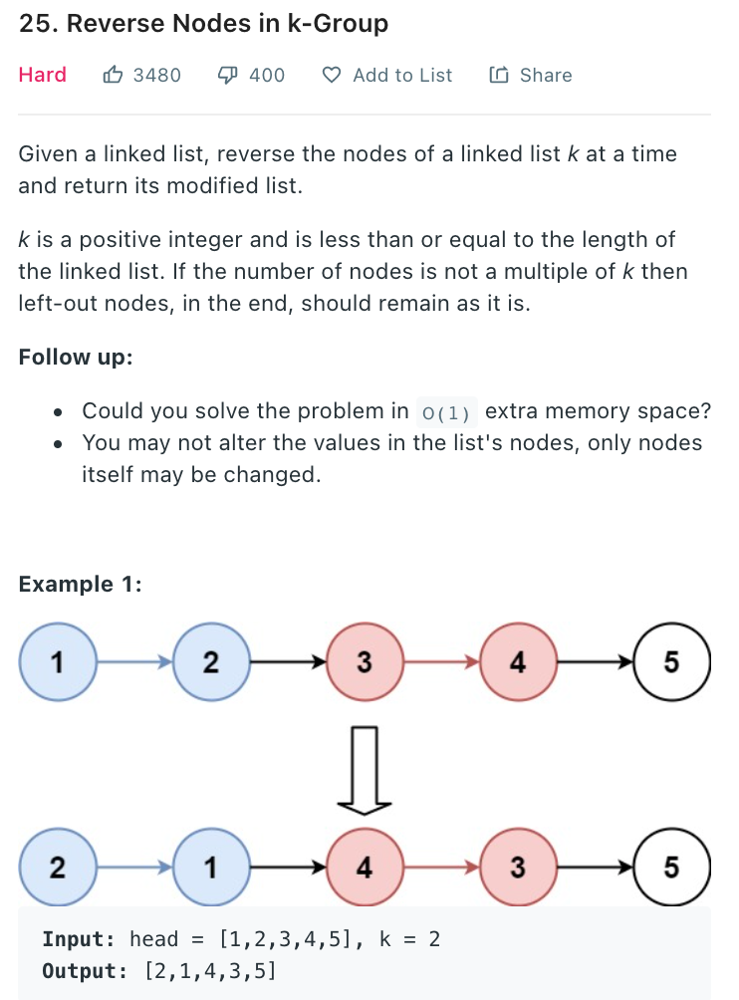 25. Reverse Nodes in k-Group
Hard 3480 400 Add to List Share
Given a linked list, reverse the nodes of a linked list k at a time
and return its modified list.
k is a positive integer and is less than or equal to the length of
the linked list. If the number of nodes is not a multiple of k then
left-out nodes, in the end, should remain as it is.
Follow up:
• Could you solve the problem in O(1) extra memory space?
• You may not alter the values in the list's nodes, only nodes
itself may be changed.
Example 1:
1 2 3 4 5
2 1 4 3 5
Input: head = [1,2,3,4,5], k = 2
Output: [2,1,4,3,5]